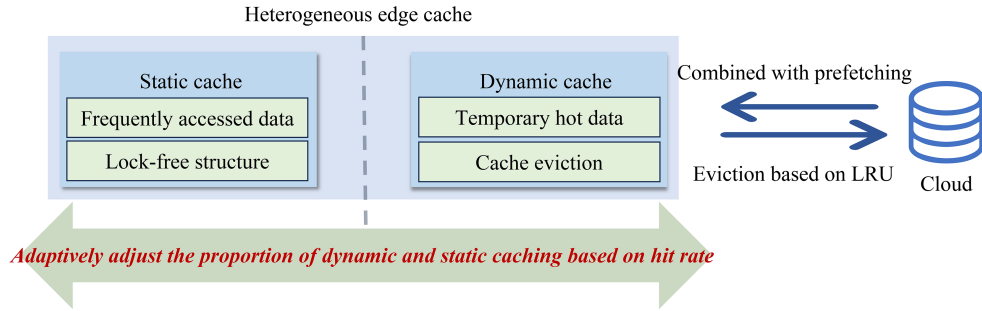 Heterogeneous edge cache
Static cache
Frequently accessed data
Lock-free structure
Dynamic cache
Temporary hot data
Cache eviction
Combined with prefetching
Eviction based on LRU
Cloud
Adaptively adjust the proportion of dynamic and static caching based on hit rate